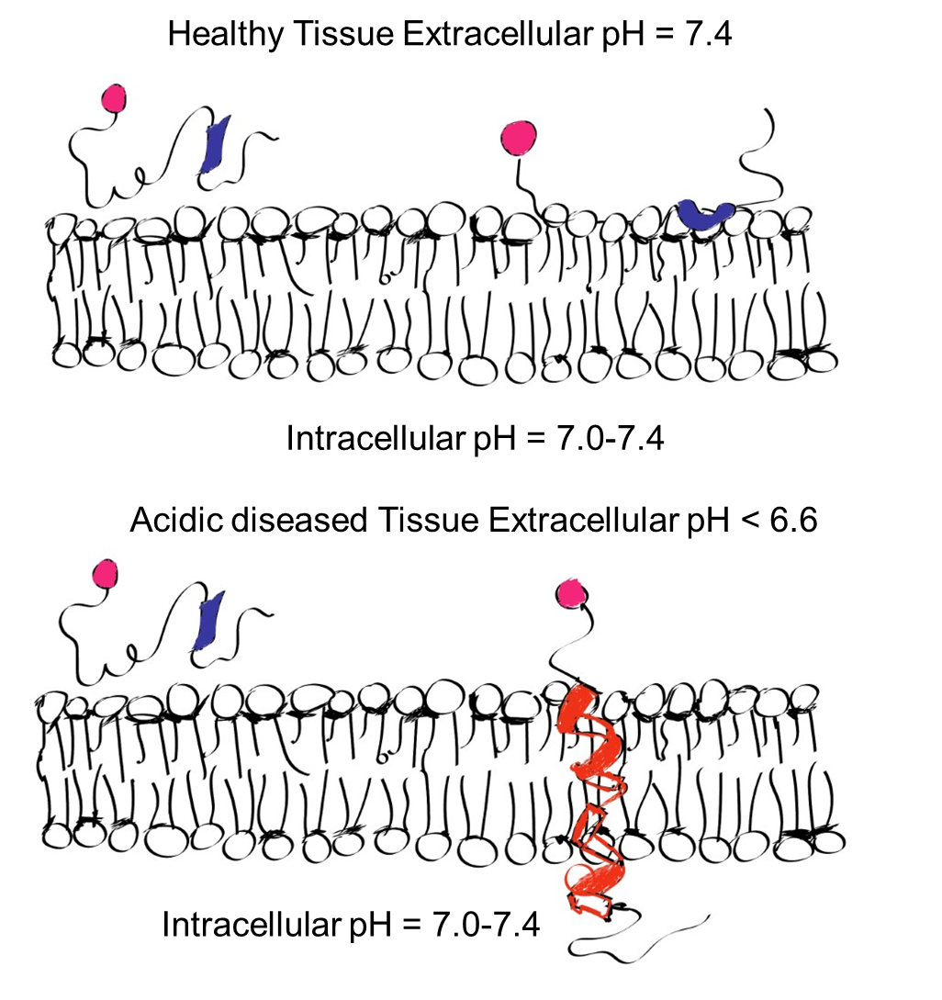 Healthy Tissue Extracellular pH = 7.4
Intracellular pH = 7.0-7.4
Acidic diseased Tissue Extracellular pH < 6.6
Intracellular pH = 7.0-7.4